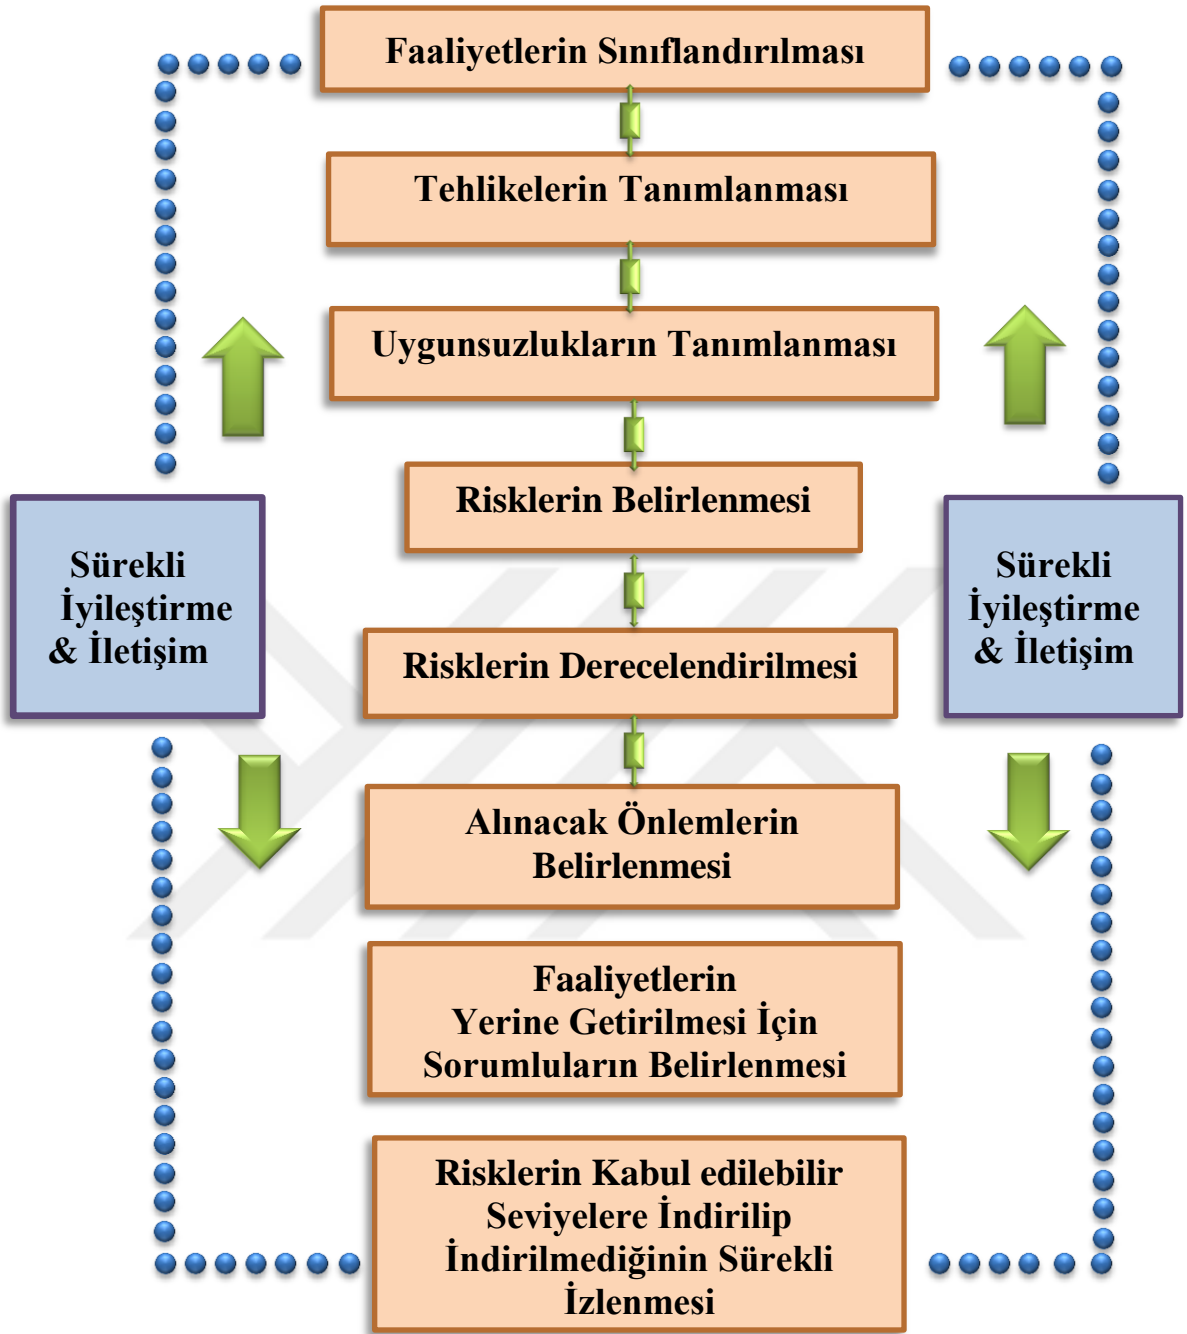 Faaliyetlerin Sınıflandırılması
Tehlikelerin Tanımlanması
Uygunsuzlukların Tanımlanması
Risklerin Belirlenmesi
Sürekli
İyileştirme
& İletişim
Sürekli
İyileştirme
& İletişim
Risklerin Derecelendirilmesi
Alınacak Önlemlerin
Belirlenmesi
Faaliyetlerin
Yerine Getirilmesi İçin
Sorumluların Belirlenmesi
Risklerin Kabul edilebilir
Seviyelere İndirilip
İndirilmediğinin Sürekli
İzlenmesi